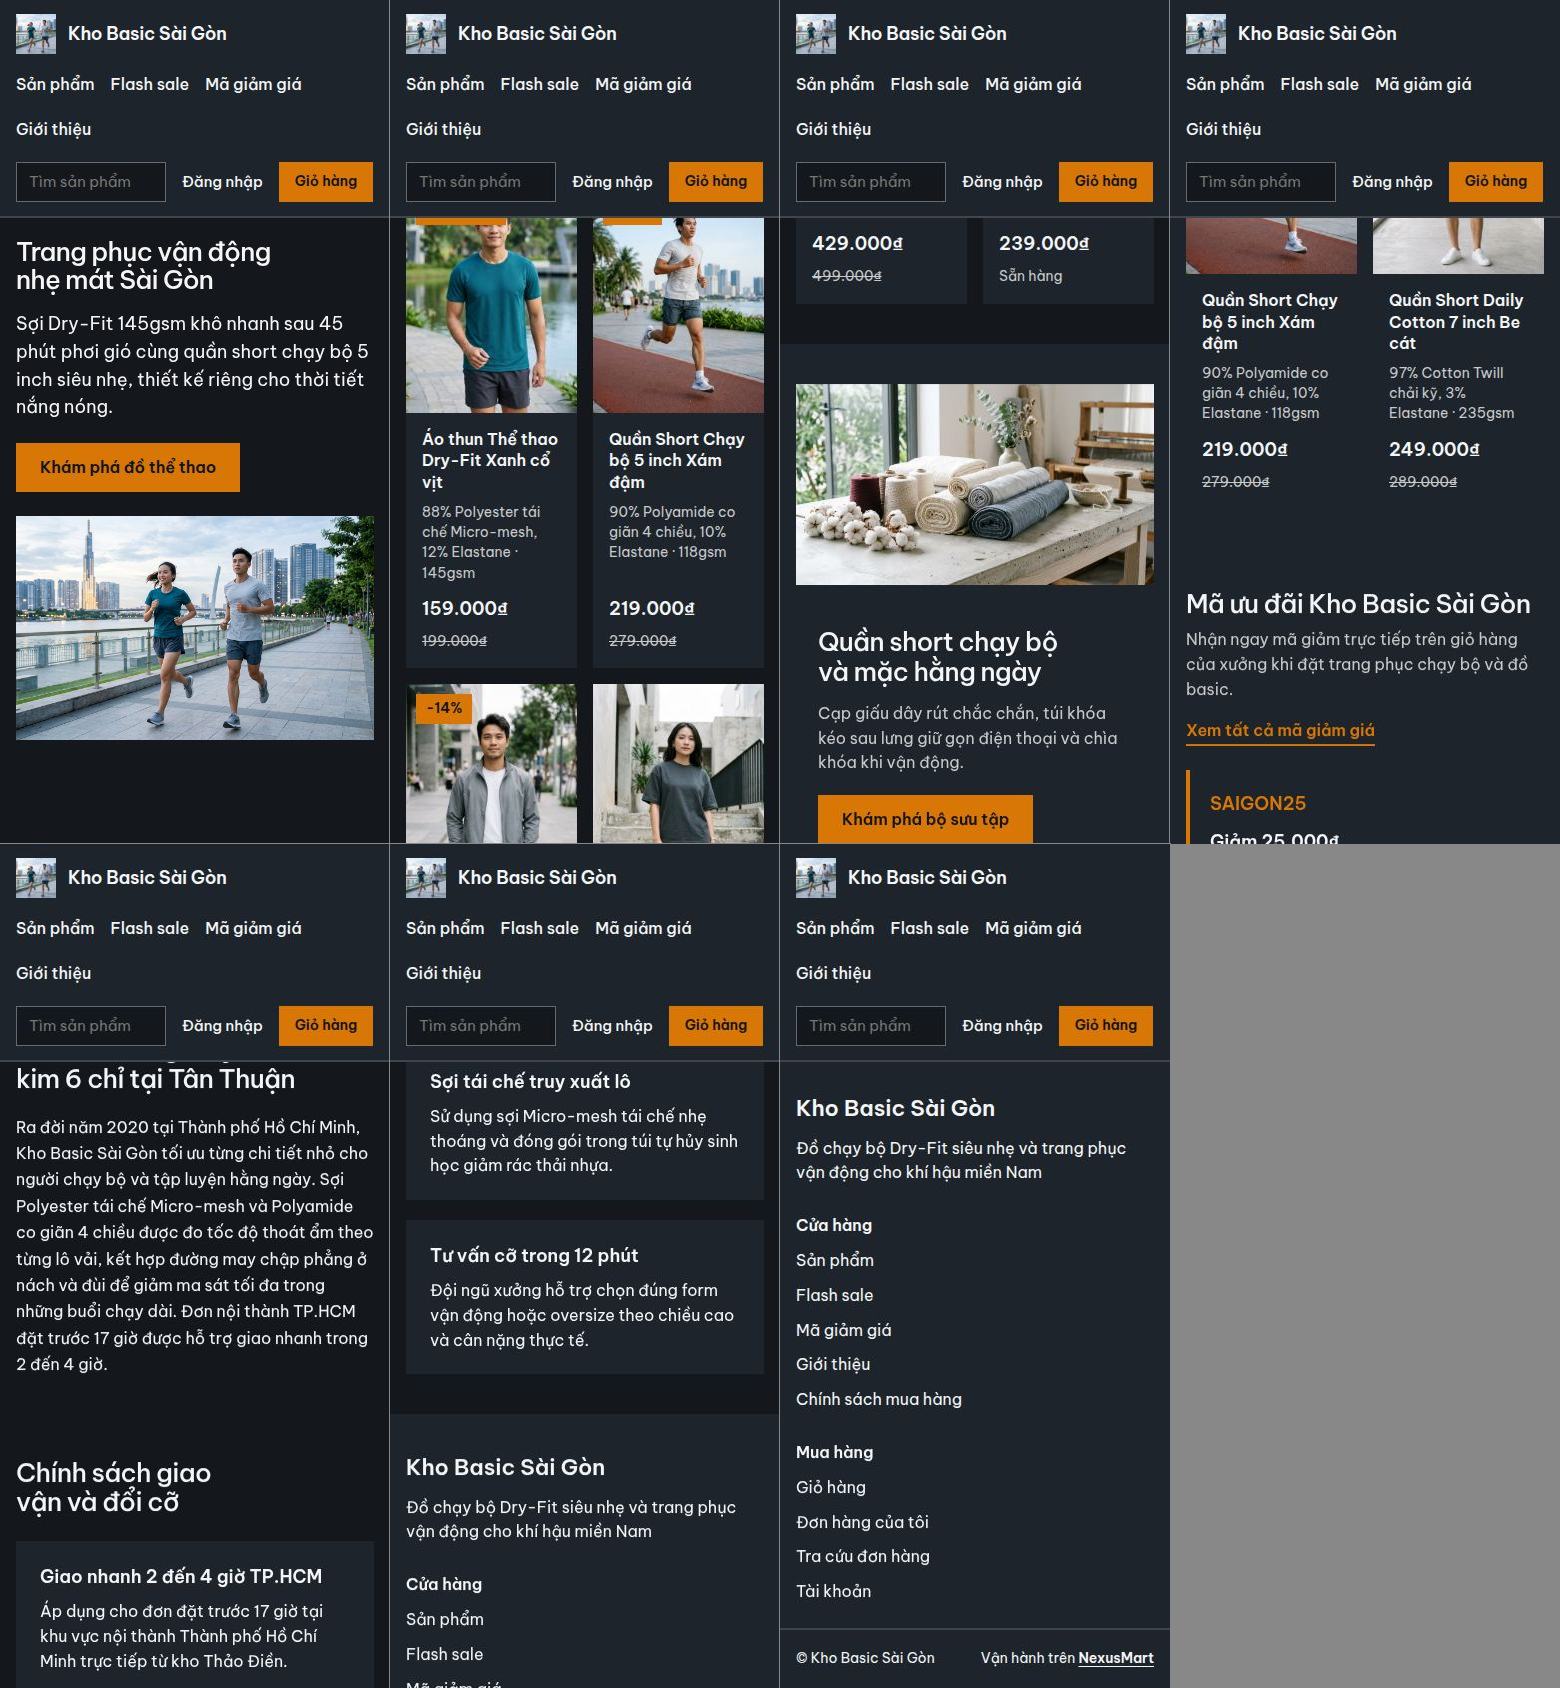 Kho Basic Sài Gòn
Sản phẩm Flash sale Mã giảm giá
Giới thiệu
Tìm sản phẩm Đăng nhập Giỏ hàng
Trang phục vận động
nhẹ mát Sài Gòn
Sợi Dry-Fit 145gsm khô nhanh sau 45
phút phơi gió cùng quần short chạy bộ 5
inch siêu nhẹ, thiết kế riêng cho thời tiết
nắng nóng.
Khám phá đồ thể thao
Kho Basic Sài Gòn
Sản phẩm Flash sale Mã giảm giá
Giới thiệu
Tìm sản phẩm Đăng nhập Giỏ hàng
Áo thun Thể thao
Dry-Fit Xanh cổ
vịt
88% Polyester tái
chế Micro-mesh,
12% Elastane ·
145gsm
159.000₫
199.000₫
Quần Short Chạy
bộ 5 inch Xám
đậm
90% Polyamide co
giãn 4 chiều, 10%
Elastane · 118gsm
219.000₫
279.000₫
-14%
Kho Basic Sài Gòn
Sản phẩm Flash sale Mã giảm giá
Giới thiệu
Tìm sản phẩm Đăng nhập Giỏ hàng
429.000₫
499.000₫
239.000₫
Sẵn hàng
Quần short chạy bộ
và mặc hằng ngày
Cạp giấu dây rút chắc chắn, túi khóa
kéo sau lưng giữ gọn điện thoại và chìa
khóa khi vận động.
Khám phá bộ sưu tập
Kho Basic Sài Gòn
Sản phẩm Flash sale Mã giảm giá
Giới thiệu
Tìm sản phẩm Đăng nhập Giỏ hàng
Quần Short Chạy
bộ 5 inch Xám
đậm
90% Polyamide co
giãn 4 chiều, 10%
Elastane · 118gsm
219.000₫
279.000₫
Quần Short Daily
Cotton 7 inch Be
cát
97% Cotton Twill
chải kỹ, 3%
Elastane · 235gsm
249.000₫
289.000₫
Mã ưu đãi Kho Basic Sài Gòn
Nhận ngay mã giảm trực tiếp trên giỏ hàng
của xưởng khi đặt trang phục chạy bộ và đồ
basic.
Xem tất cả mã giảm giá
SAIGON25
Giảm 25.000₫
Kho Basic Sài Gòn
Sản phẩm Flash sale Mã giảm giá
Giới thiệu
Tìm sản phẩm Đăng nhập Giỏ hàng
kim 6 chỉ tại Tân Thuận
Ra đời năm 2020 tại Thành phố Hồ Chí Minh,
Kho Basic Sài Gòn tối ưu từng chi tiết nhỏ cho
người chạy bộ và tập luyện hằng ngày. Sợi
Polyester tái chế Micro-mesh và Polyamide
co giãn 4 chiều được đo tốc độ thoát ẩm theo
từng lô vải, kết hợp đường may chập phẳng ở
nách và đùi để giảm ma sát tối đa trong
những buổi chạy dài. Đơn nội thành TP.HCM
đặt trước 17 giờ được hỗ trợ giao nhanh trong
2 đến 4 giờ.
Chính sách giao
vận và đổi cỡ
Giao nhanh 2 đến 4 giờ TP.HCM
Áp dụng cho đơn đặt trước 17 giờ tại
khu vực nội thành Thành phố Hồ Chí
Minh trực tiếp từ kho Thảo Điền.
Kho Basic Sài Gòn
Sản phẩm Flash sale Mã giảm giá
Giới thiệu
Tìm sản phẩm Đăng nhập Giỏ hàng
Sợi tái chế truy xuất lô
Sử dụng sợi Micro-mesh tái chế nhẹ
thoáng và đóng gói trong túi tự hủy sinh
học giảm rác thải nhựa.
Tư vấn cỡ trong 12 phút
Đội ngũ xưởng hỗ trợ chọn đúng form
vận động hoặc oversize theo chiều cao
và cân nặng thực tế.
Kho Basic Sài Gòn
Đồ chạy bộ Dry-Fit siêu nhẹ và trang phục
vận động cho khí hậu miền Nam
Cửa hàng
Sản phẩm
Flash sale
Mã giảm giá
Kho Basic Sài Gòn
Sản phẩm Flash sale Mã giảm giá
Giới thiệu
Tìm sản phẩm Đăng nhập Giỏ hàng
Kho Basic Sài Gòn
Đồ chạy bộ Dry-Fit siêu nhẹ và trang phục
vận động cho khí hậu miền Nam
Cửa hàng
Sản phẩm
Flash sale
Mã giảm giá
Giới thiệu
Chính sách mua hàng
Mua hàng
Giỏ hàng
Đơn hàng của tôi
Tra cứu đơn hàng
Tài khoản
© Kho Basic Sài Gòn Vận hành trên NexusMart